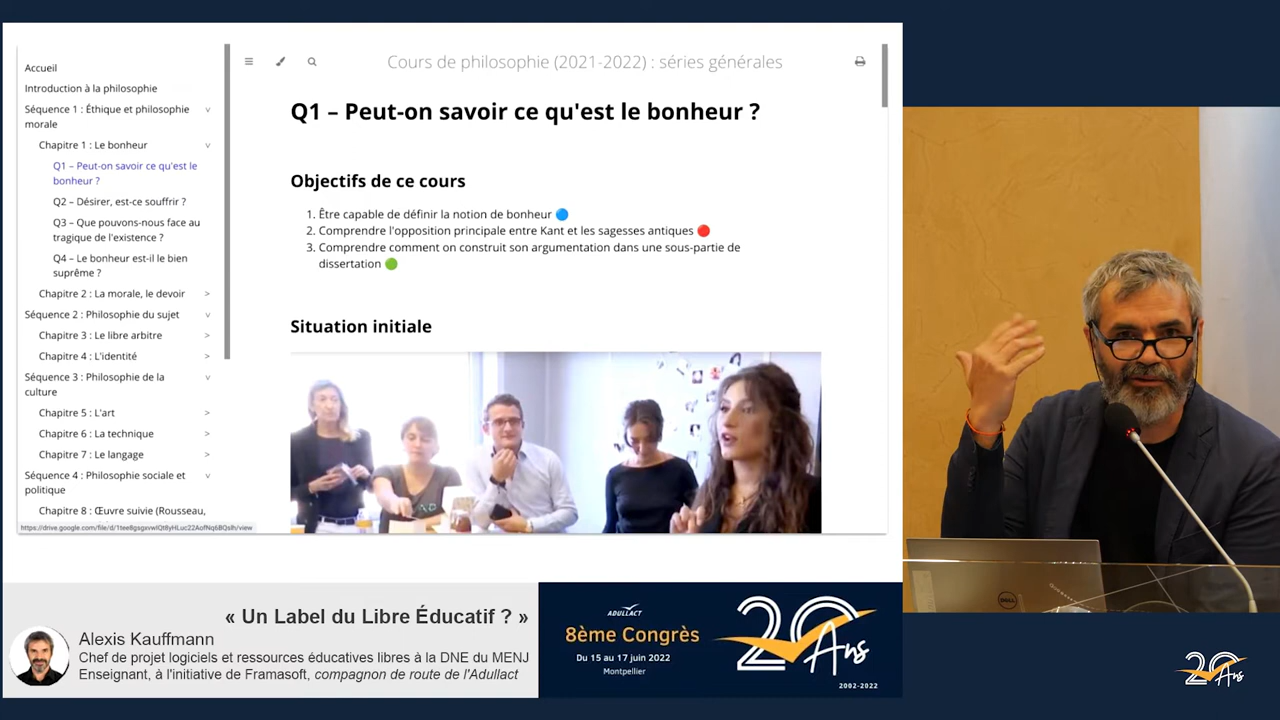 Accueil
Introduction à la philosophie
Séquence 1 : Éthique et philosophie
morale
Chapitre 1 : Le bonheur
Q1 – Peut-on savoir ce qu'est le
bonheur ?
Q2 – Désirer, est-ce souffrir ?
Q3 – Que pouvons-nous face au
tragique de l'existence ?
Q4 – Le bonheur est-il le bien
suprême ?
Chapitre 2 : La morale, le devoir
Séquence 2 : Philosophie du sujet
Chapitre 3 : Le libre arbitre
Chapitre 4 : L'identité
Séquence 3 : Philosophie de la
culture
Chapitre 5 : L'art
Chapitre 6 : La technique
Chapitre 7 : Le langage
Séquence 4 : Philosophie sociale et
politique
Chapitre 8 : Œuvre suivie (Rousseau,
Cours de philosophie (2021-2022) : séries générales
Q1 – Peut-on savoir ce qu'est le bonheur ?
Objectifs de ce cours
1. Être capable de définir la notion de bonheur
2. Comprendre l'opposition principale entre Kant et les sagesses antiques
3. Comprendre comment on construit son argumentation dans une sous-partie de
dissertation
Situation initiale
« Un Label du Libre Éducatif ? »
Alexis Kauffmann
Chef de projet logiciels et ressources éducatives libres à la DNE du MENJ
Enseignant, à l'initiative de Framasoft, compagnon de route de l'Adullact
ADULLACT
8ème Congrès
Du 15 au 17 juin 2022
Montpellier
20 Ans
2002-2022
DELL
20 Ans